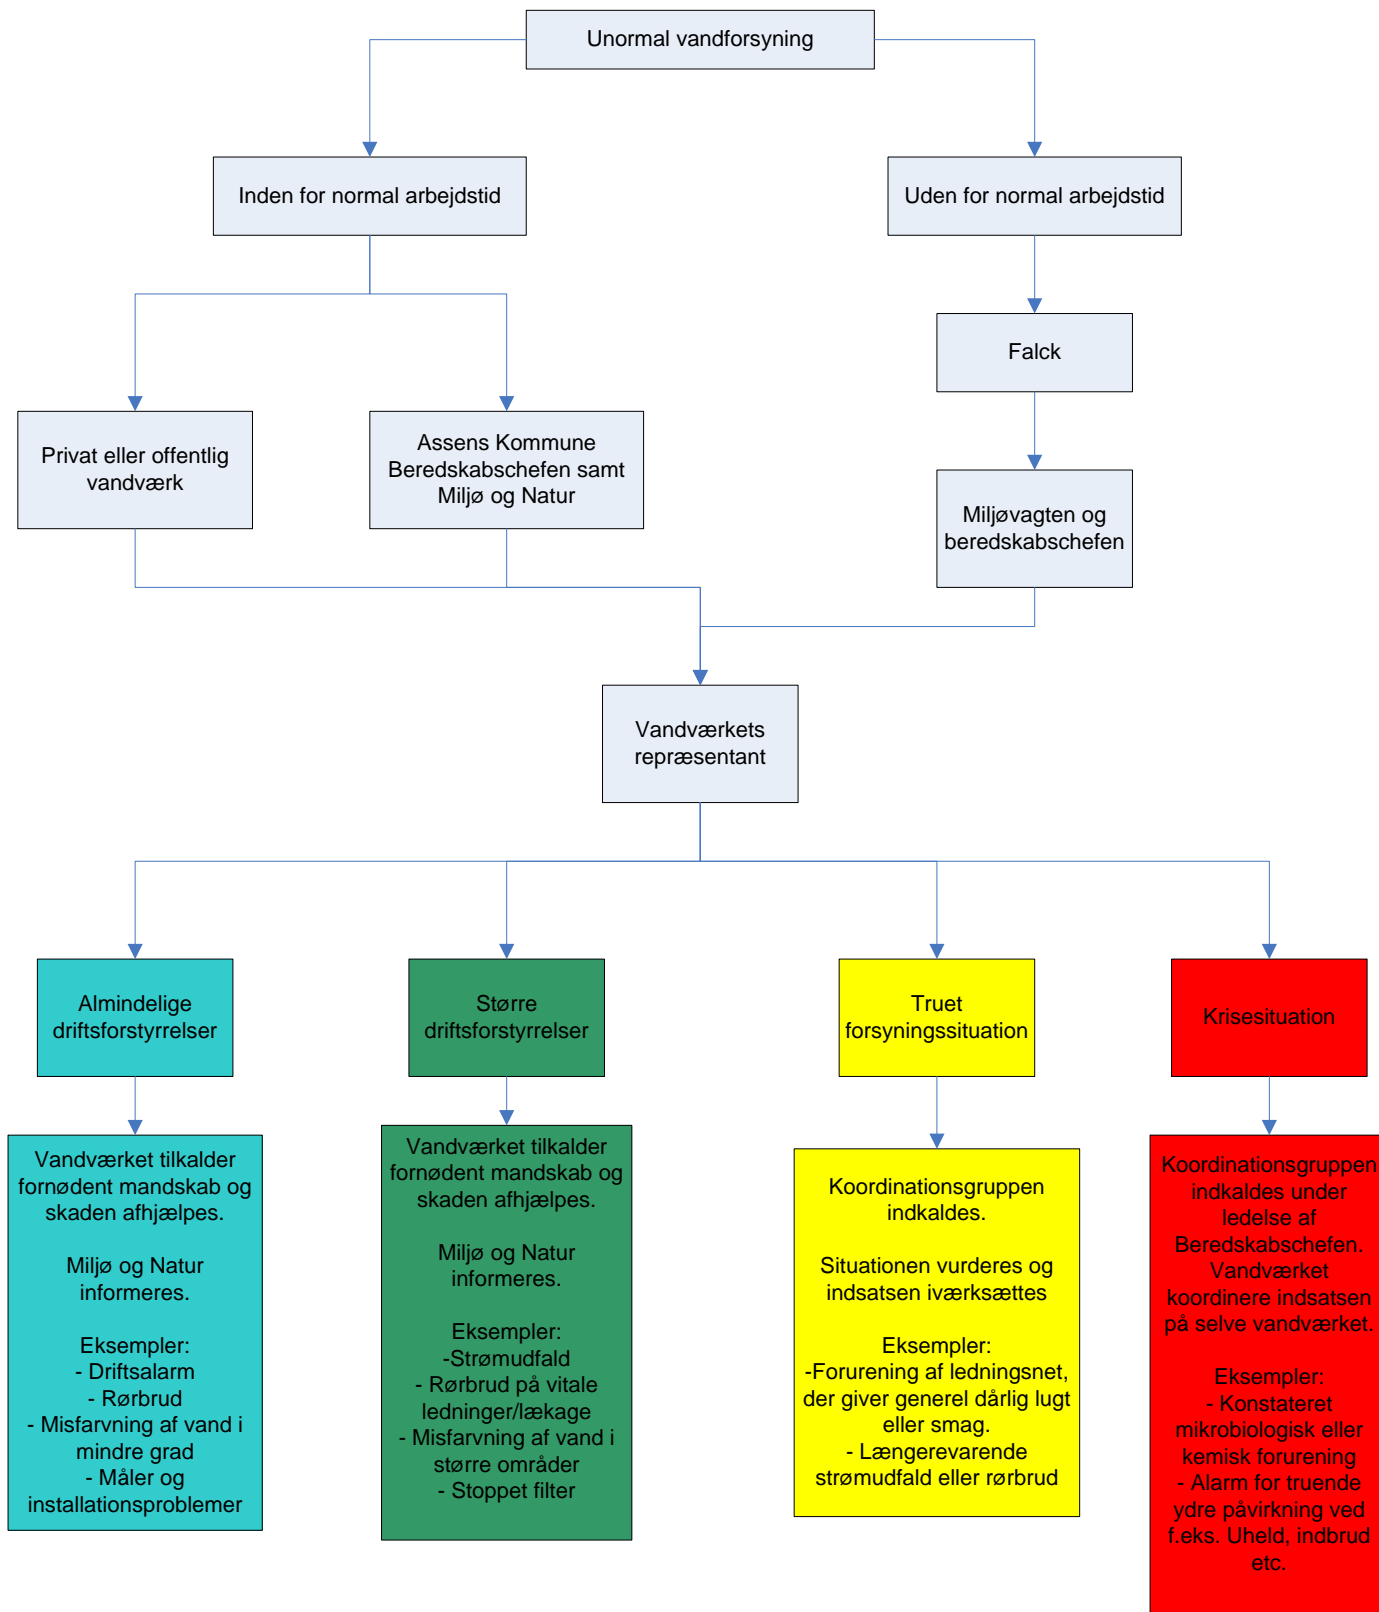 Unormal vandforsyning
Inden for normal arbejdstid
Uden for normal arbejdstid
Falck
Privat eller offentlig
vandværk
Assens Kommune
Beredskabschefen samt
Miljø og Natur
Miljøvagten og
beredskabschefen
Vandværkets
repræsentant
Almindelige
driftsforstyrrelser
Større
driftsforstyrrelser
Truet
forsyningssituation
Krisesituation
Vandværket tilkalder
fornødent mandskab og
skaden afhjælpes.
Miljø og Natur
informeres.
Eksempler:
- Driftsalarm
- Rørbrud
- Misfarvning af vand i
mindre grad
- Måler og
installationsproblemer
Vandværket tilkalder
fornødent mandskab og
skaden afhjælpes.
Miljø og Natur
informeres.
Eksempler:
-Strømudfald
- Rørbrud på vitale
ledninger/lækage
- Misfarvning af vand i
større områder
- Stoppet filter
Koordinationsgruppen
indkaldes.
Situationen vurderes og
indsatsen iværksættes
Eksempler:
-Forurening af ledningsnet,
der giver generel dårlig lugt
eller smag.
- Længerevarende
strømudfald eller rørbrud
Koordinationsgruppen
indkaldes under
ledelse af
Beredskabschefen.
Vandværket
koordinere indsatsen
på selve vandværket.
Eksempler:
- Konstateret
mikrobiologisk eller
kemisk forurening
- Alarm for truende
ydre påvirkning ved
f.eks. Uheld, indbrud
etc.